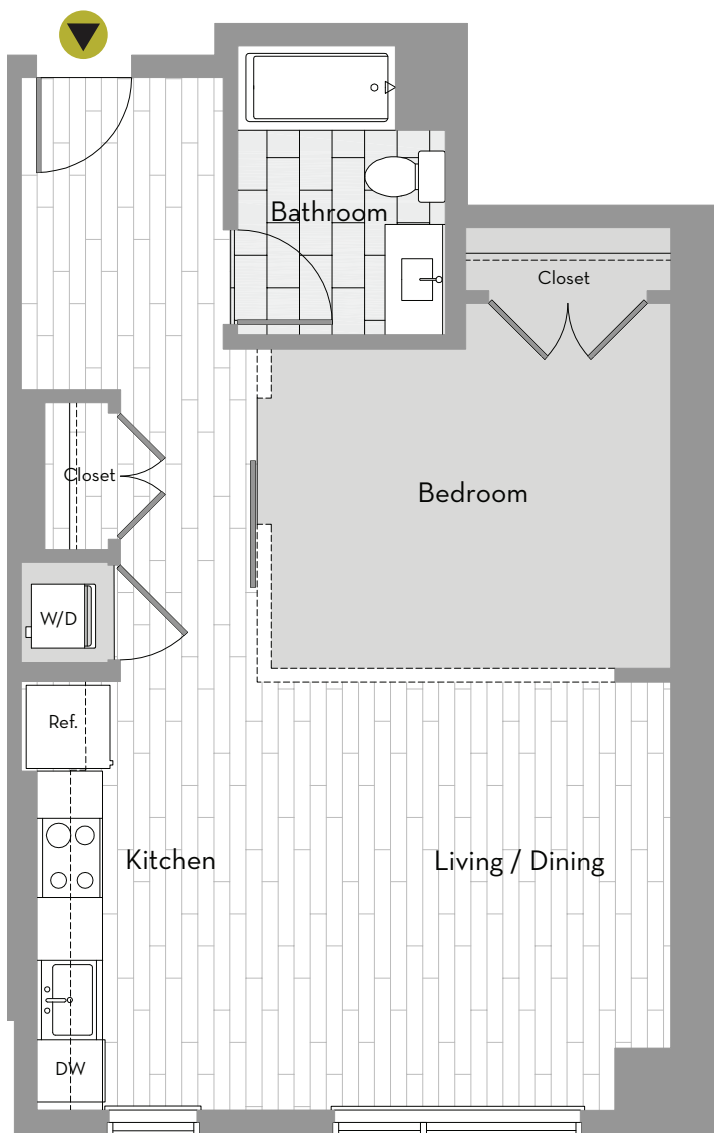 Bathroom
Closet
Closet
Bedroom
W/D
Ref.
Kitchen
Living / Dining
DW